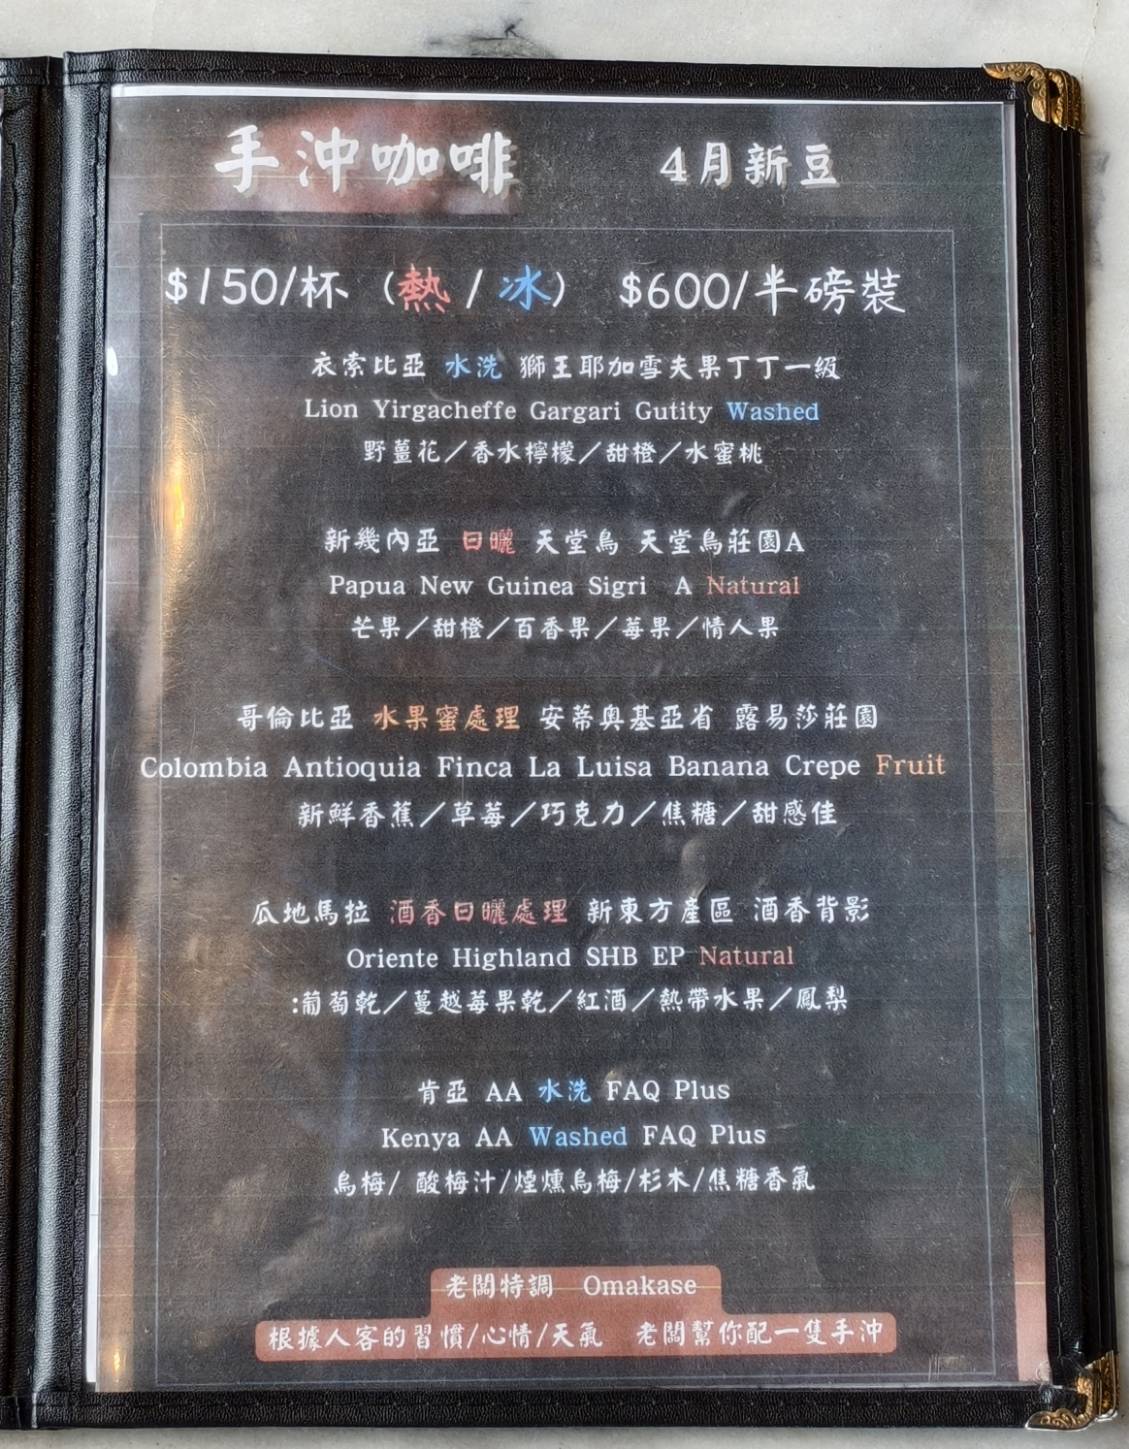 手沖咖啡 4月新豆
$150/杯 (熱/冰) $600/半磅裝
衣索比亞 水洗 獅王耶加雪夫果丁丁一級
Lion Yirgacheffe Gargari Gutity Washed
野薑花/香水檸檬/甜橙/水蜜桃
新幾內亞 日曬 天堂鳥 天堂鳥莊園A
Papua New Guinea Sigri A Natural
芒果/甜橙/百香果/莓果/情人果
哥倫比亞 水果蜜處理 安蒂奧基亞省 露易莎莊園
Colombia Antioquia Finca La Luisa Banana Crepe Fruit
新鮮香蕉/草莓/巧克力/焦糖/甜感佳
瓜地馬拉 酒香日曬處理 新東方產區 酒香背影
Oriente Highland SHB EP Natural
:葡萄乾/蔓越莓果乾/紅酒/熱帶水果/鳳梨
肯亞 AA 水洗 FAQ Plus
Kenya AA Washed FAQ Plus
烏梅/ 酸梅汁/煙燻烏梅/杉木/焦糖香氣
老闆特調 Omakase
根據人客的習慣/心情/天氣 老闆幫你配一隻手沖